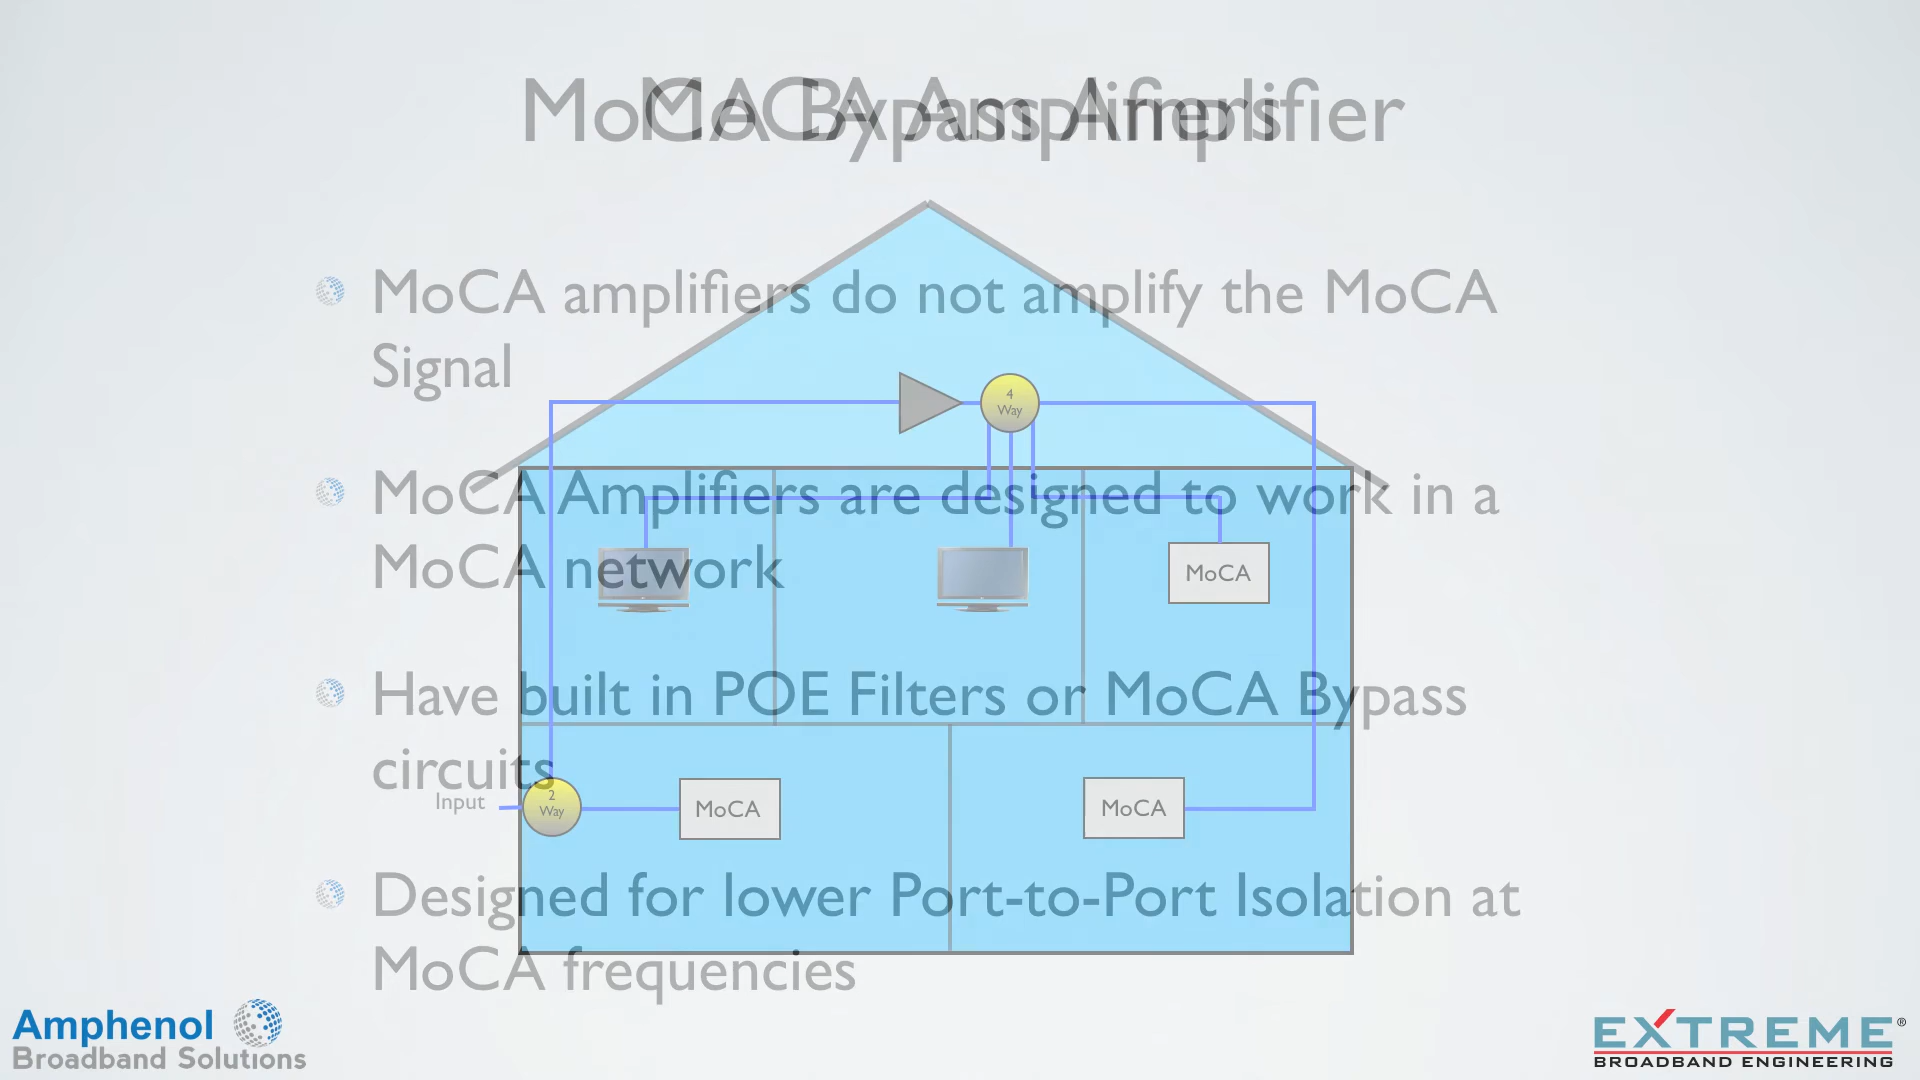 MoCA Bypass Amplifier
MoCA Amplifiers
MoCA amplifiers do not amplify the MoCA
Signal
4
Way
MoCA Amplifiers are designed to work in a
MoCA network
MoCA
Have built in POE Filters or MoCA Bypass
circuits
Input
2
Way
MoCA
MoCA
Designed for lower Port-to-Port Isolation at
MoCA frequencies
Amphenol
Broadband Solutions
EXTREME®
BROADBAND ENGINEERING